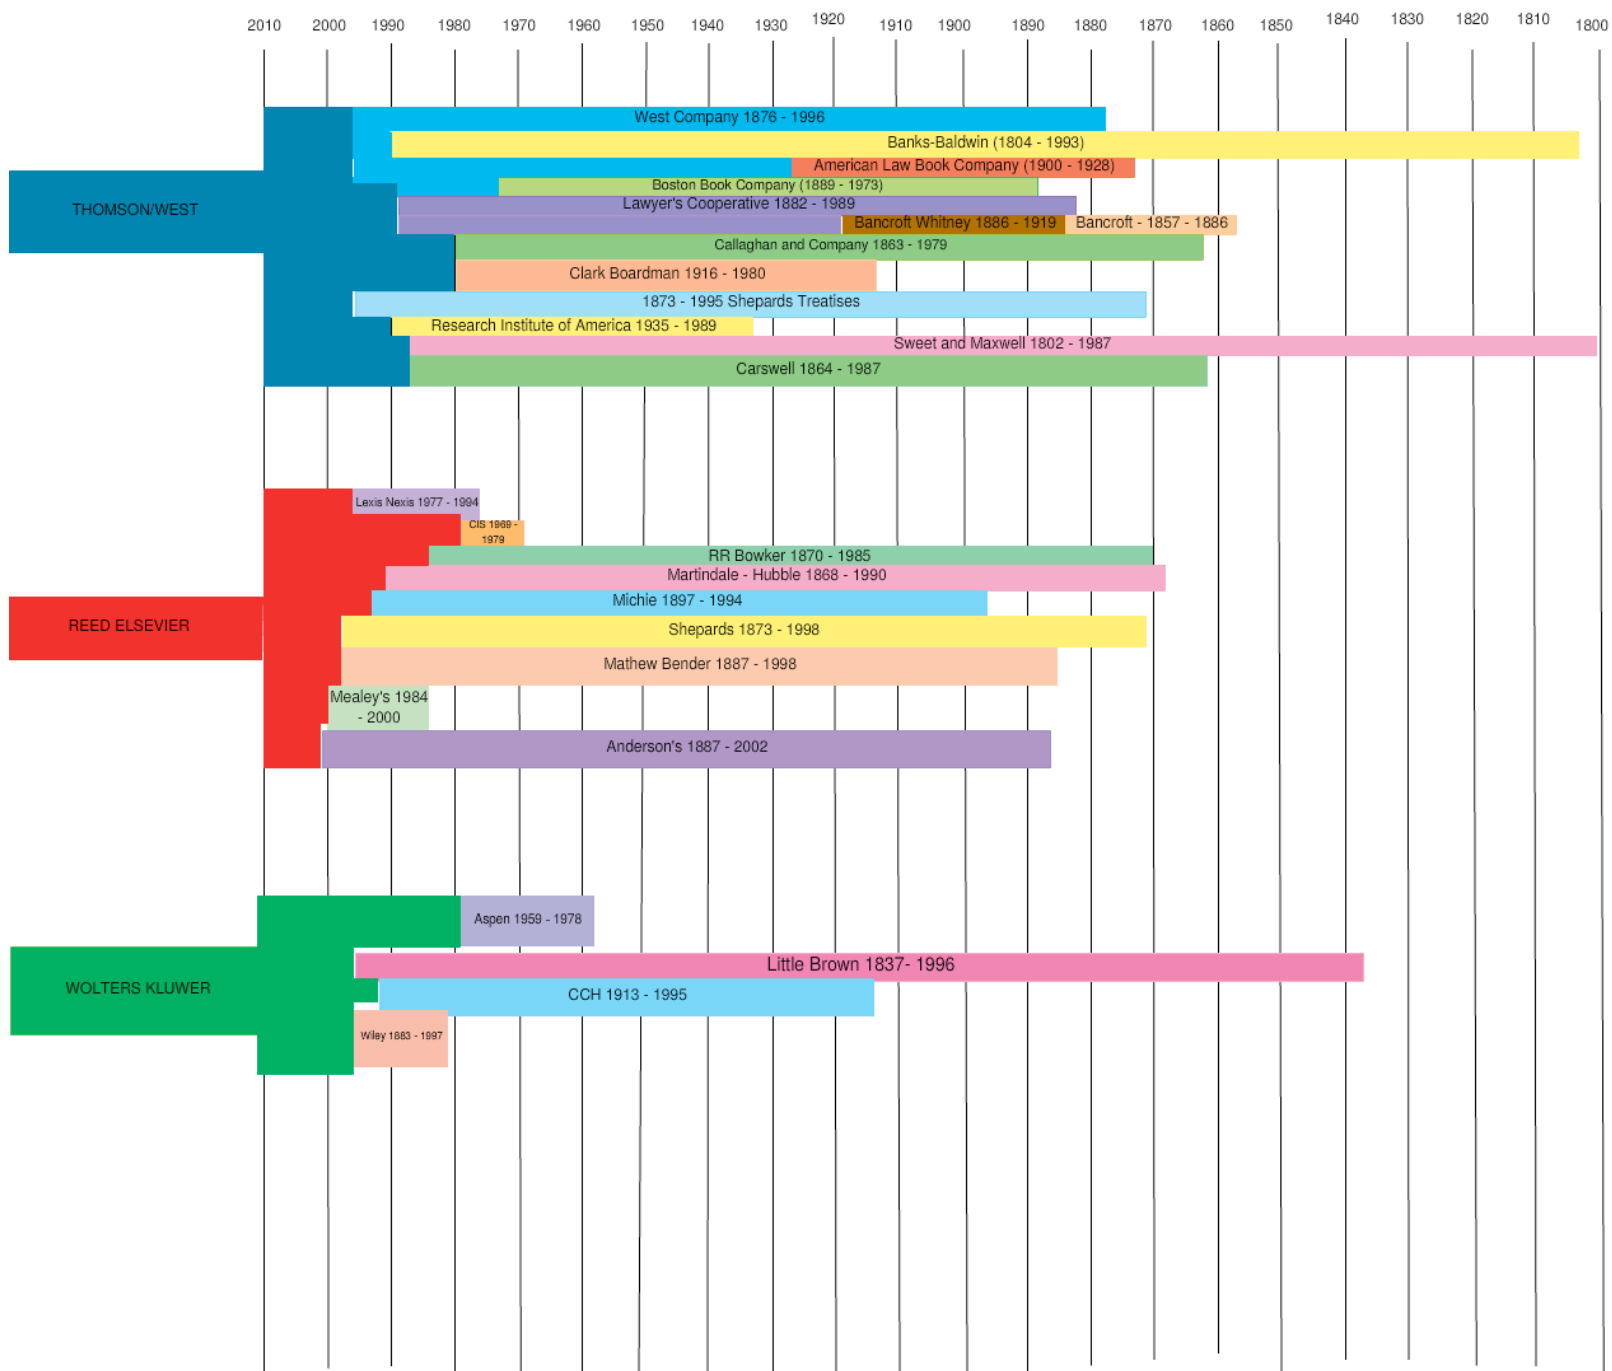 2010 2000 1990 1980 1970 1960 1950 1940 1930 1920 1910 1900 1890 1880 1870 1860 1850 1840 1830 1820 1810 1800
West Company 1876 - 1996
Banks-Baldwin (1804 - 1993)
American Law Book Company (1900 - 1928)
Boston Book Company (1889 - 1973)
THOMSON/WEST
Lawyer's Cooperative 1882 - 1989
Bancroft Whitney 1886 - 1919
Bancroft - 1857 - 1886
Callaghan and Company 1863 - 1979
Clark Boardman 1916 - 1980
1873 - 1995 Shepards Treatises
Research Institute of America 1935 - 1989
Sweet and Maxwell 1802 - 1987
Carswell 1864 - 1987
Lexis Nexis 1977 - 1994
CIS 1969 -
1979
RR Bowker 1870 - 1985
Martindale - Hubble 1868 - 1990
Michie 1897 - 1994
REED ELSEVIER
Shepards 1873 - 1998
Mathew Bender 1887 - 1998
Mealey's 1984
- 2000
Anderson's 1887 - 2002
Aspen 1959 - 1978
Little Brown 1837- 1996
WOLTERS KLUWER
CCH 1913 - 1995
Wiley 1883 - 1997